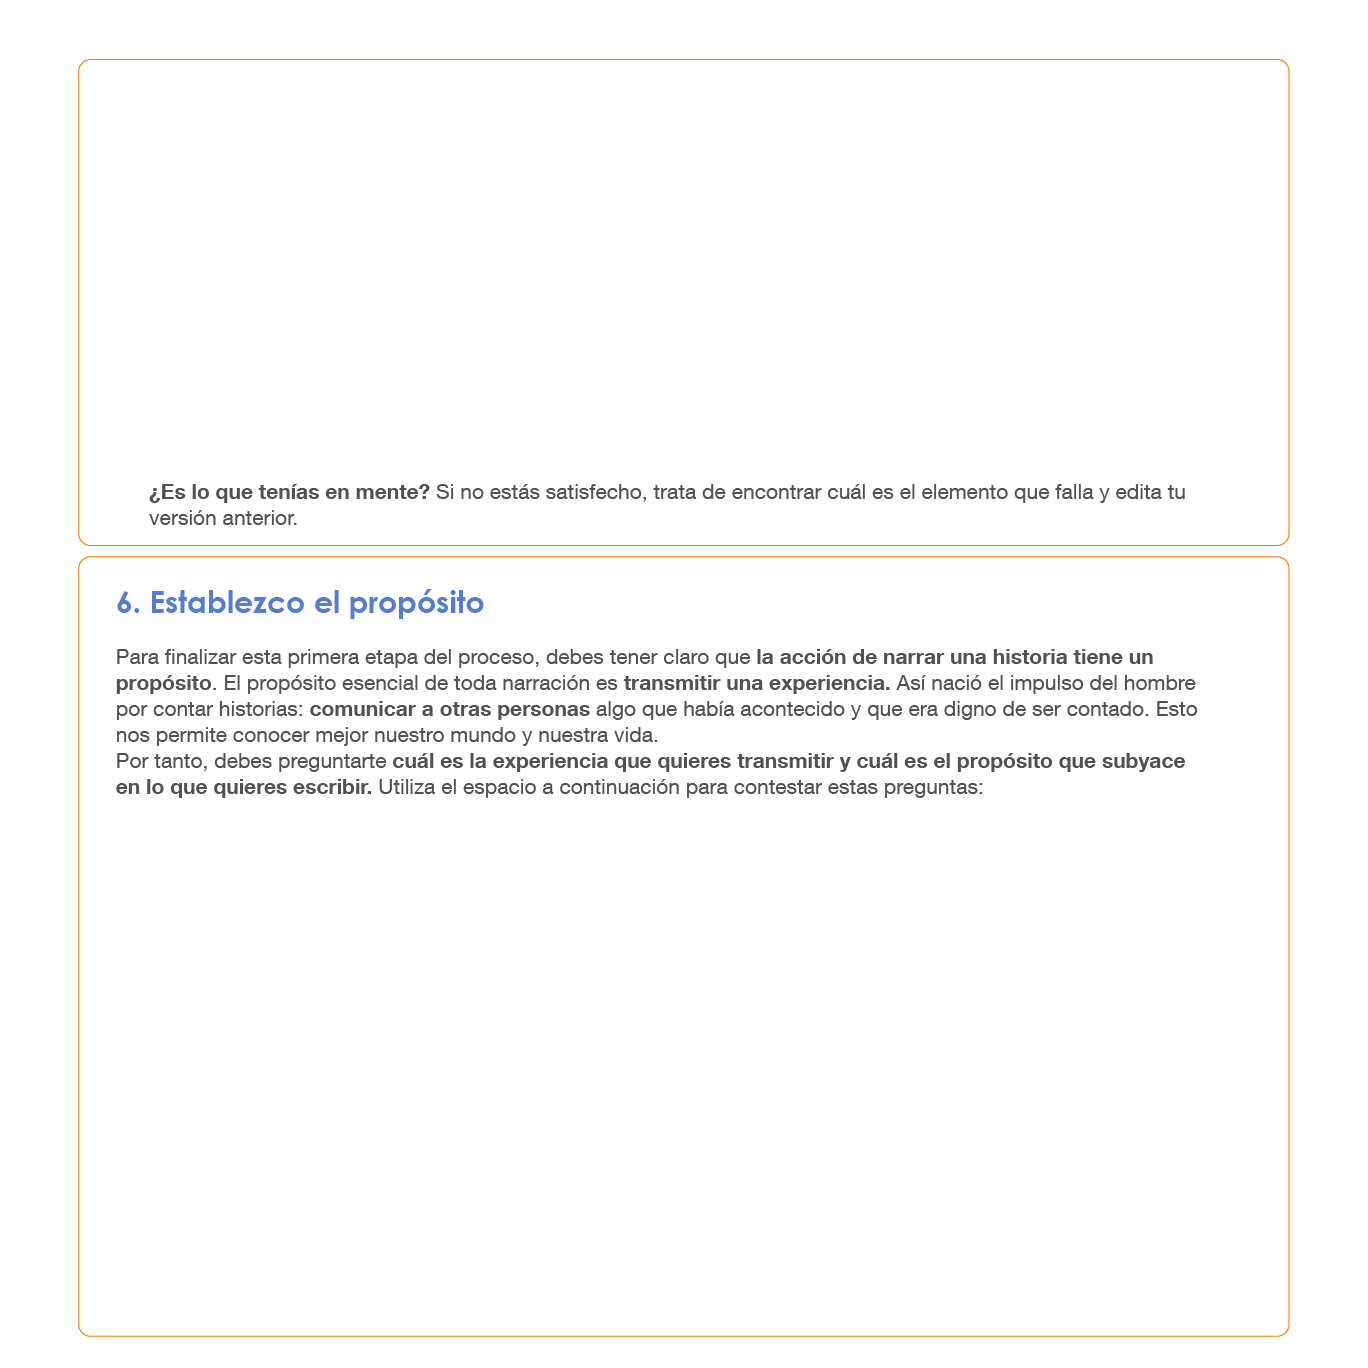 ¿Es lo que tenías en mente? Si no estás satisfecho, trata de encontrar cuál es el elemento que falla y edita tu
versión anterior.
6. Establezco el propósito
Para finalizar esta primera etapa del proceso, debes tener claro que la acción de narrar una historia tiene un
propósito. El propósito esencial de toda narración es transmitir una experiencia. Así nació el impulso del hombre
por contar historias: comunicar a otras personas algo que había acontecido y que era digno de ser contado. Esto
nos permite conocer mejor nuestro mundo y nuestra vida.
Por tanto, debes preguntarte cuál es la experiencia que quieres transmitir y cuál es el propósito que subyace
en lo que quieres escribir. Utiliza el espacio a continuación para contestar estas preguntas: